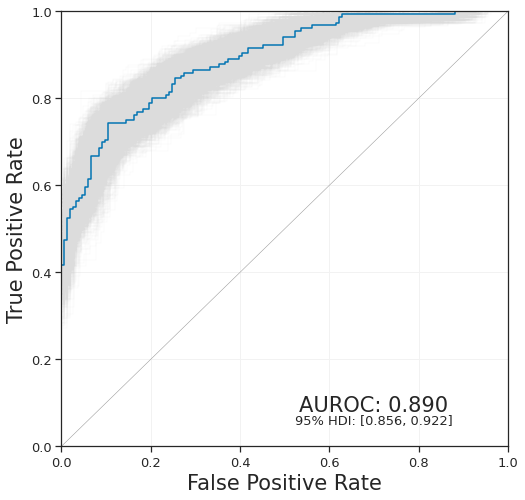 1.0
0.8
0.6
0.4
0.2
0.0
True Positive Rate
AUROC: 0.890
95% HDI: [0.856, 0.922]
0.0 0.2 0.4 0.6 0.8 1.0
False Positive Rate